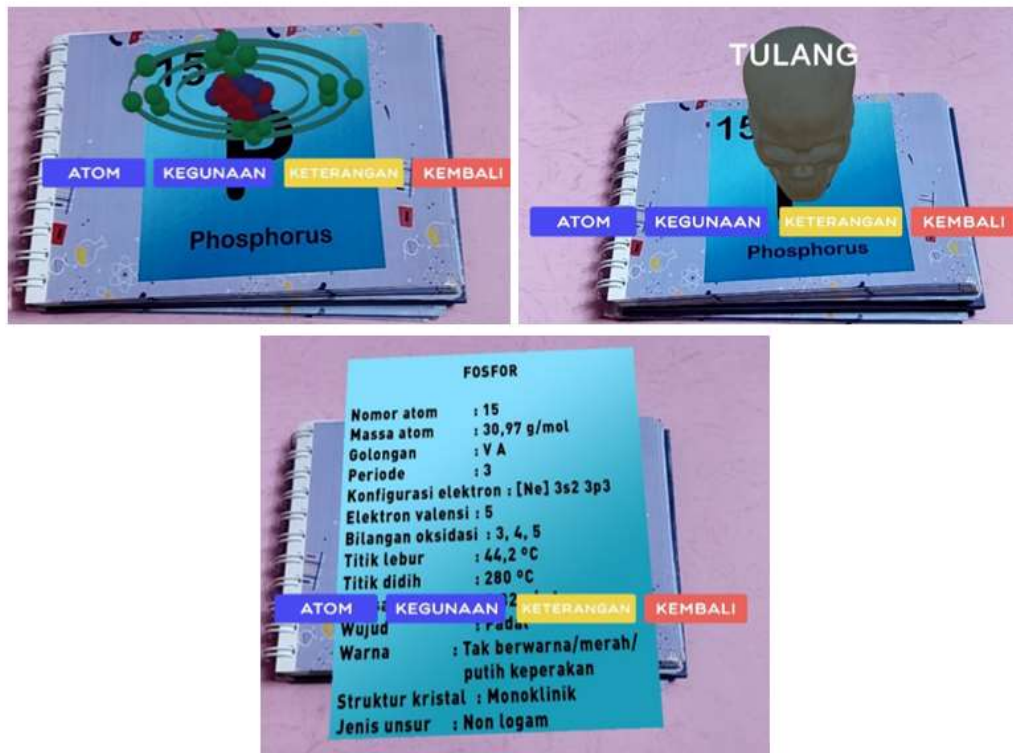 15
ATOM KEGUNAAN KETERANGAN KEMBALI
Phosphorus
TULANG
15
ATOM KEGUNAAN KETERANGAN KEMBALI
Phosphorus
FOSFOR
Nomor atom : 15
Massa atom : 30,97 g/mol
Golongan : V A
Periode : 3
Konfigurasi elektron : [Ne] 3s2 3p3
Elektron valensi : 5
Bilangan oksidasi : 3, 4, 5
Titik lebur : 44,2 °C
Titik didih : 280 °C
ATOM KEGUNAAN KETERANGAN KEMBALI
Wujud : Padat
Warna : Tak berwarna/merah/
putih keperakan
Struktur kristal : Monoklinik
Jenis unsur : Non logam